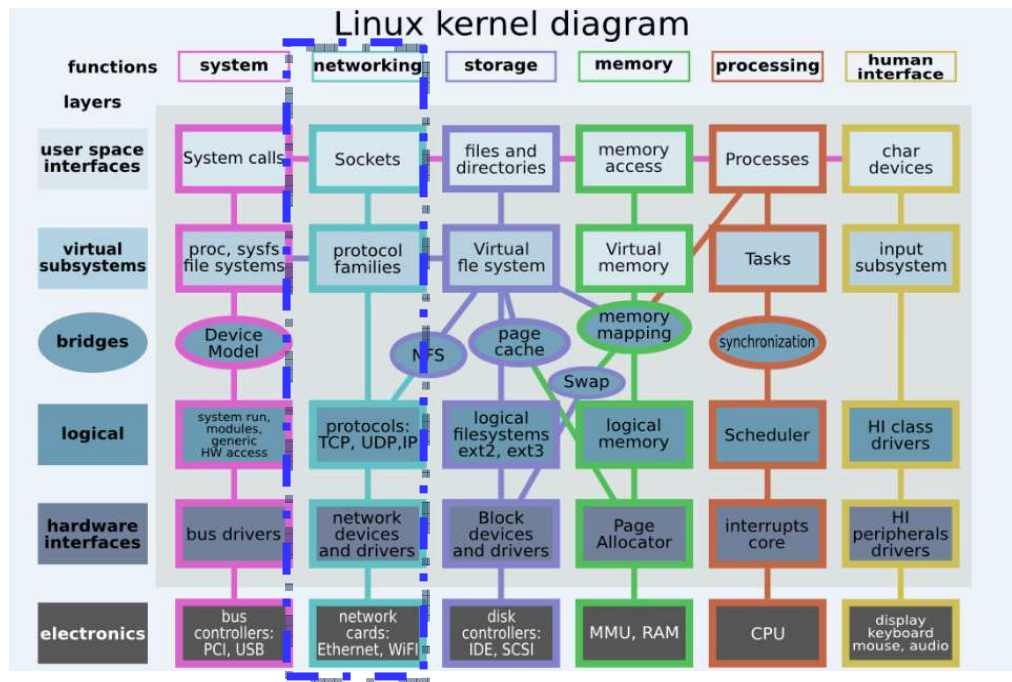 Linux kernel diagram
functions
system
networking
storage
memory
processing
human
interface
layers
user space
interfaces
System calls
Sockets
files and
directories
memory
access
Processes
char
devices
virtual
subsystems
proc, sysfs
file systems
protocol
families
Virtual
fle system
Virtual
memory
Tasks
input
subsystem
bridges
Device
Model
NFS
page
cache
memory
mapping
Swap
synchronization
logical
system run,
modules,
generic
HW access
protocols:
TCP, UDP,IP
logical
filesystems
ext2, ext3
logical
memory
Scheduler
HI class
drivers
hardware
interfaces
bus drivers
network
devices
and drivers
Block
devices
and drivers
Page
Allocator
interrupts
core
HI
peripherals
drivers
electronics
bus
controllers:
PCI, USB
network
cards:
Ethernet, WiFI
disk
controllers:
IDE, SCSI
MMU, RAM
CPU
display
keyboard
mouse, audio